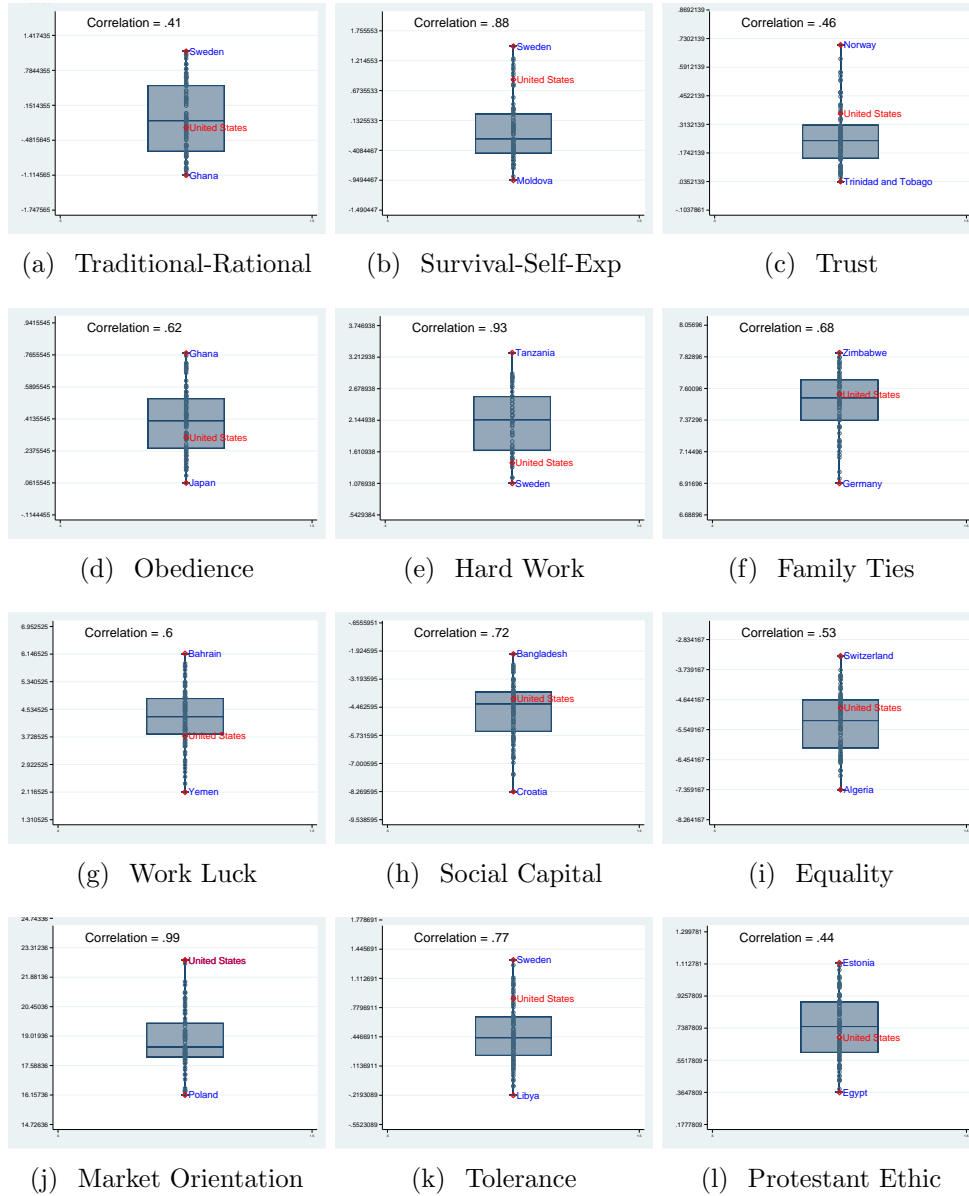 Correlation = .41
1.417435
Sweden
.7844355
.1514355
United States
-.4815645
-1.114565
Ghana
-1.747565
(a) Traditional-Rational
Correlation = .88
1.755553
Sweden
1.214553
United States
.6735533
.1325533
-.4084467
-.9494467
Moldova
-1.490447
(b) Survival-Self-Exp
.8692139
Correlation = .46
.7302139
Norway
.5912139
.4522139
United States
.3132139
.1742139
.0352139
Trinidad and Tobago
-.1037861
(c) Trust
.9415545
Correlation = .62
.7655545
Ghana
.5895545
.4135545
United States
.2375545
.0615545
Japan
-.1144455
(d) Obedience
3.746938
Correlation = .93
3.212938
Tanzania
2.678938
2.144938
1.610938
United States
1.076938
Sweden
.5429384
(e) Hard Work
8.05696
Correlation = .68
7.82896
Zimbabwe
7.60096
United States
7.37296
7.14496
6.91696
Germany
6.68896
(f) Family Ties
6.952525
Correlation = .6
6.146525
Bahrain
5.340525
4.534525
3.728525
United States
2.922525
2.116525
Yemen
1.310525
(g) Work Luck
-.6555951
Correlation = .72
-1.924595
Bangladesh
-3.193595
United States
-4.462595
-5.731595
-7.000595
-8.269595
Croatia
-9.538595
(h) Social Capital
Correlation = .53
-2.834167
Switzerland
-3.739167
-4.644167
United States
-5.549167
-6.454167
-7.359167
Algeria
-8.264167
(i) Equality
24.74336
Correlation = .99
23.31236
United States
21.88136
20.45036
19.01936
17.58836
16.15736
Poland
14.72636
(j) Market Orientation
1.778691
Correlation = .77
1.445691
Sweden
1.112691
United States
.7796911
.4466911
.1136911
-.2193089
Libya
-.5523089
(k) Tolerance
1.299781
Correlation = .44
1.112781
Estonia
.9257809
.7387809
United States
.5517809
.3647809
Egypt
.1777809
(l) Protestant Ethic